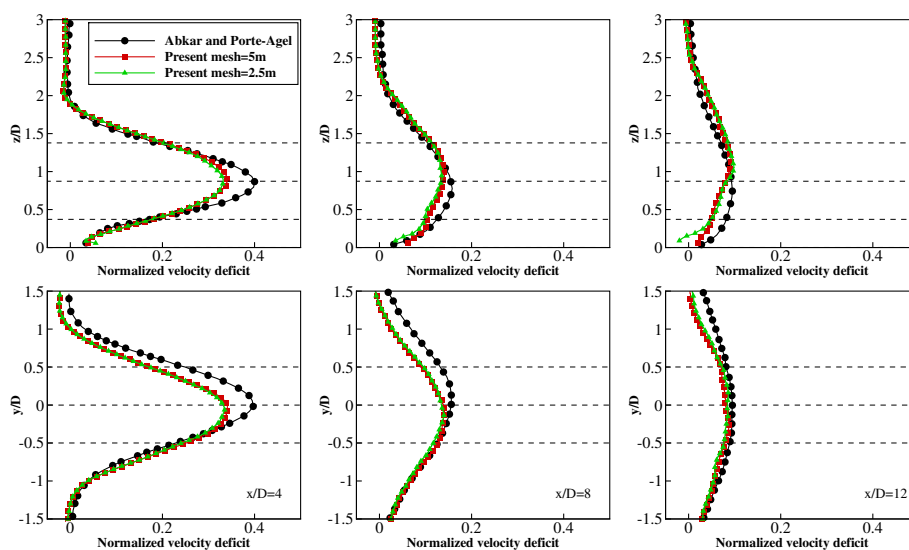 3
2.5
2
1.5
1
0.5
0
z/D
0 0.2 0.4
Normalized velocity deficit
Abkar and Porte-Agel
Present mesh=5m
Present mesh=2.5m
3
2.5
2
1.5
1
0.5
0
z/D
0 0.2 0.4
Normalized velocity deficit
3
2.5
2
1.5
1
0.5
0
z/D
0 0.2 0.4
Normalized velocity deficit
1.5
1
0.5
0
-0.5
-1
-1.5
y/D
0 0.2 0.4
Normalized velocity deficit
x/D=4
1.5
1
0.5
0
-0.5
-1
-1.5
y/D
0 0.2 0.4
Normalized velocity deficit
x/D=8
1.5
1
0.5
0
-0.5
-1
-1.5
y/D
0 0.2 0.4
Normalized velocity deficit
x/D=12